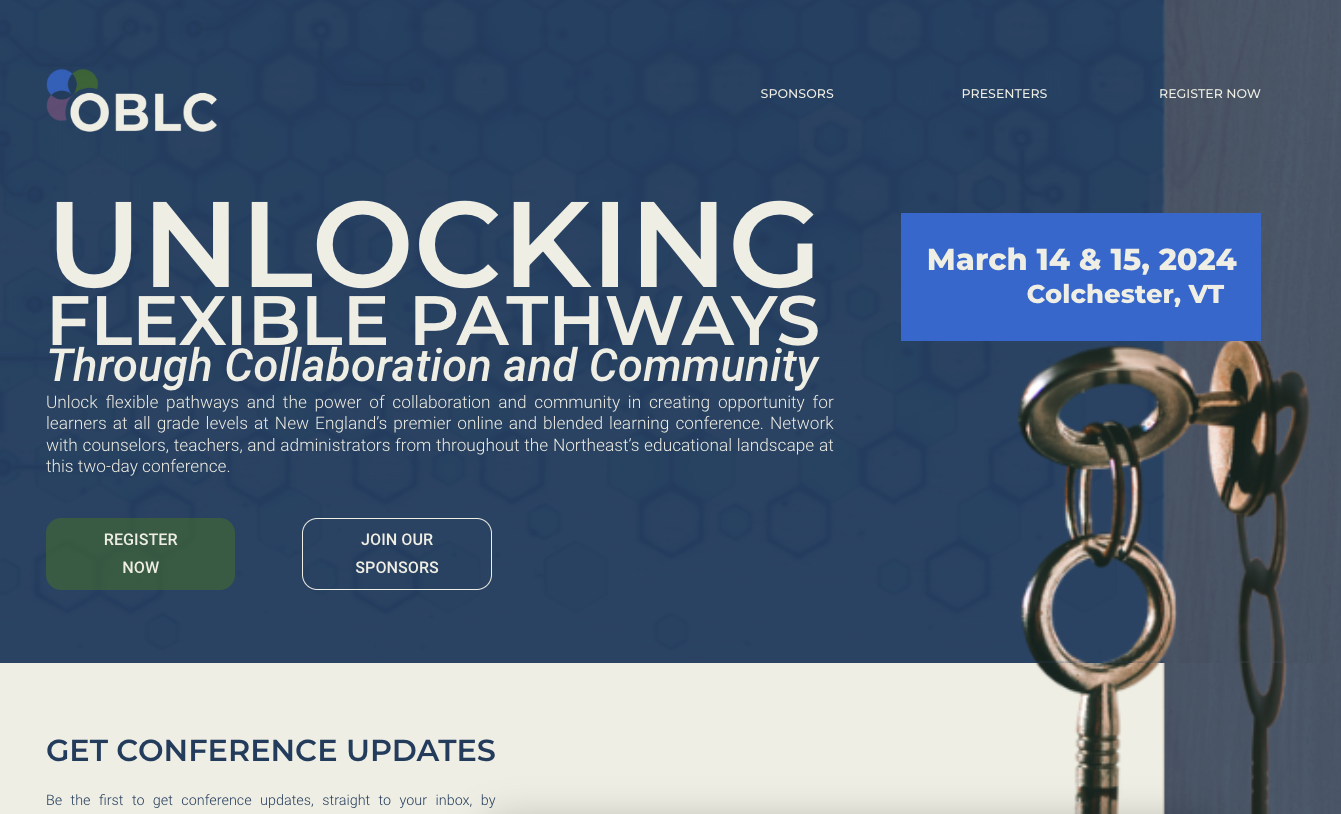 OBLC
SPONSORS
PRESENTERS
REGISTER NOW
UNLOCKING
FLEXIBLE PATHWAYS
Through Collaboration and Community
Unlock flexible pathways and the power of collaboration and community in creating opportunity for
learners at all grade levels at New England's premier online and blended learning conference. Network
with counselors, teachers, and administrators from throughout the Northeast's educational landscape at
this two-day conference.
March 14 & 15, 2024
Colchester, VT
REGISTER
NOW
JOIN OUR
SPONSORS
GET CONFERENCE UPDATES
Be the first to get conference updates, straight to your inbox, by